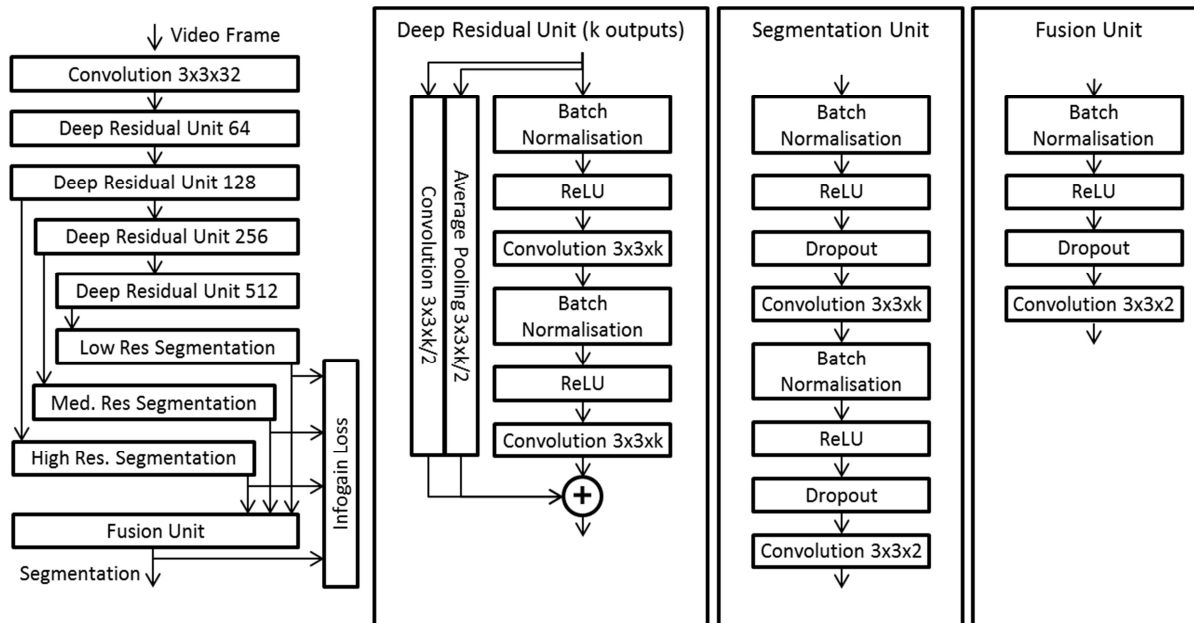 Video Frame
Convolution 3x3x32
Deep Residual Unit 64
Deep Residual Unit 128
Deep Residual Unit 256
Deep Residual Unit 512
Low Res Segmentation
Med. Res Segmentation
High Res. Segmentation
Fusion Unit
Segmentation
Infogain Loss
Deep Residual Unit (k outputs)
Convolution 3x3xk/2
Average Pooling 3x3xk/2
Batch
Normalisation
ReLU
Convolution 3x3xk
Batch
Normalisation
ReLU
Convolution 3x3xk
+
Segmentation Unit
Batch
Normalisation
ReLU
Dropout
Convolution 3x3xk
Batch
Normalisation
ReLU
Dropout
Convolution 3x3x2
Fusion Unit
Batch
Normalisation
ReLU
Dropout
Convolution 3x3x2